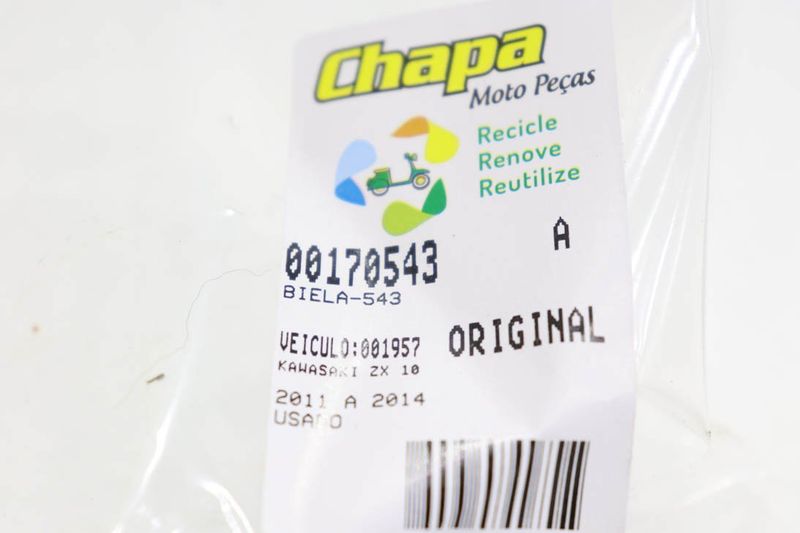 Chapa
Moto Peças
Recicle
Renove
Reutilize
A
00170543
BIELA-543
VEICULO:001957 ORIGINAL
KAWASAKI ZX 10
2011 A 2014
USADO